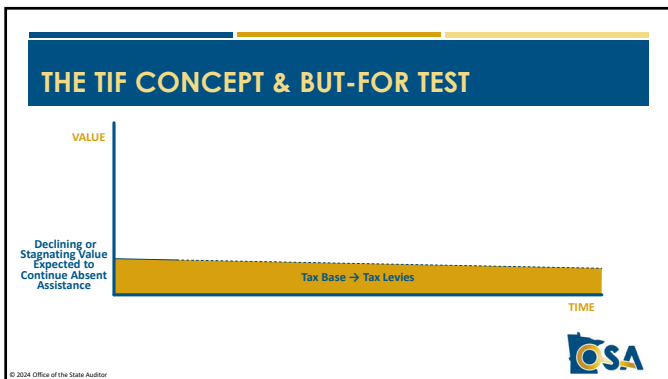 THE TIF CONCEPT & BUT-FOR TEST
VALUE
Declining or
Stagnating Value
Expected to
Continue Absent
Assistance
Tax Base → Tax Levies
TIME
OSA
© 2024 Office of the State Auditor